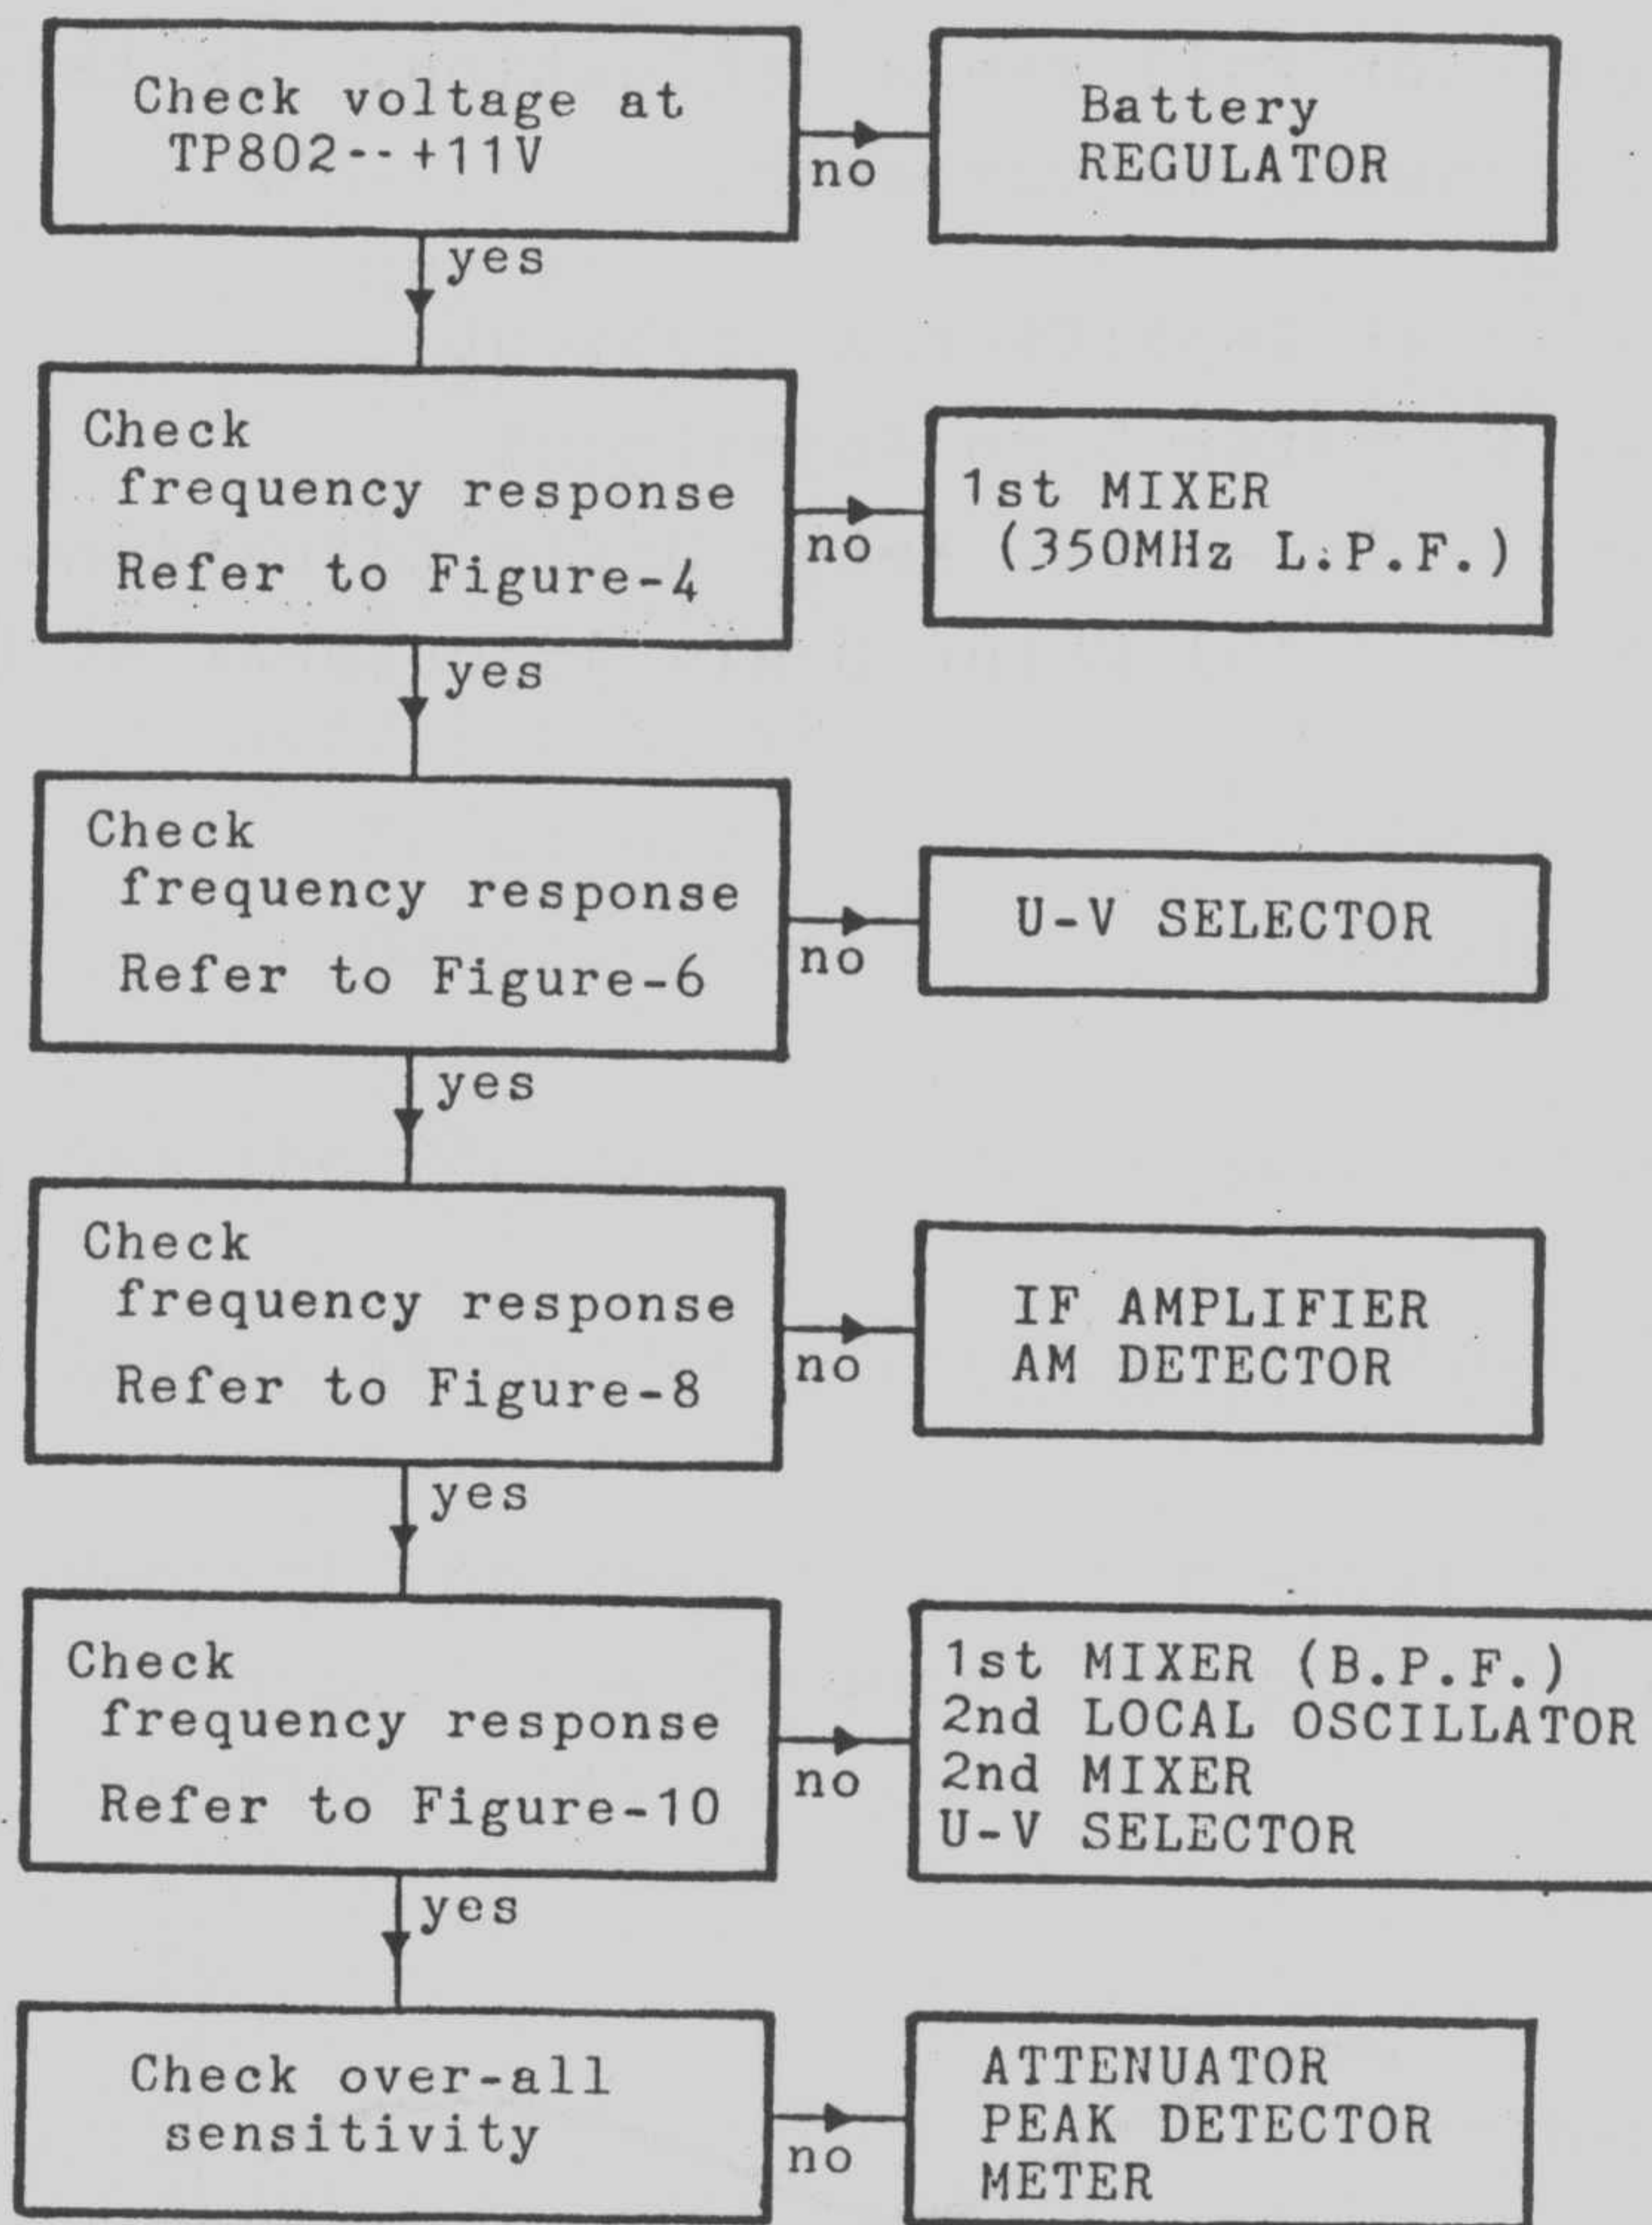 Check voltage at
TP802--+11V
no
Battery
REGULATOR
yes
Check
frequency response
Refer to Figure-4
no
1st MIXER
(350MHz L.P.F.)
yes
Check
frequency response
Refer to Figure-6
no
U-V SELECTOR
yes
Check
frequency response
Refer to Figure-8
no
IF AMPLIFIER
AM DETECTOR
yes
Check
frequency response
Refer to Figure-10
no
1st MIXER (B.P.F.)
2nd LOCAL OSCILLATOR
2nd MIXER
U-V SELECTOR
yes
Check over-all
sensitivity
no
ATTENUATOR
PEAK DETECTOR
METER